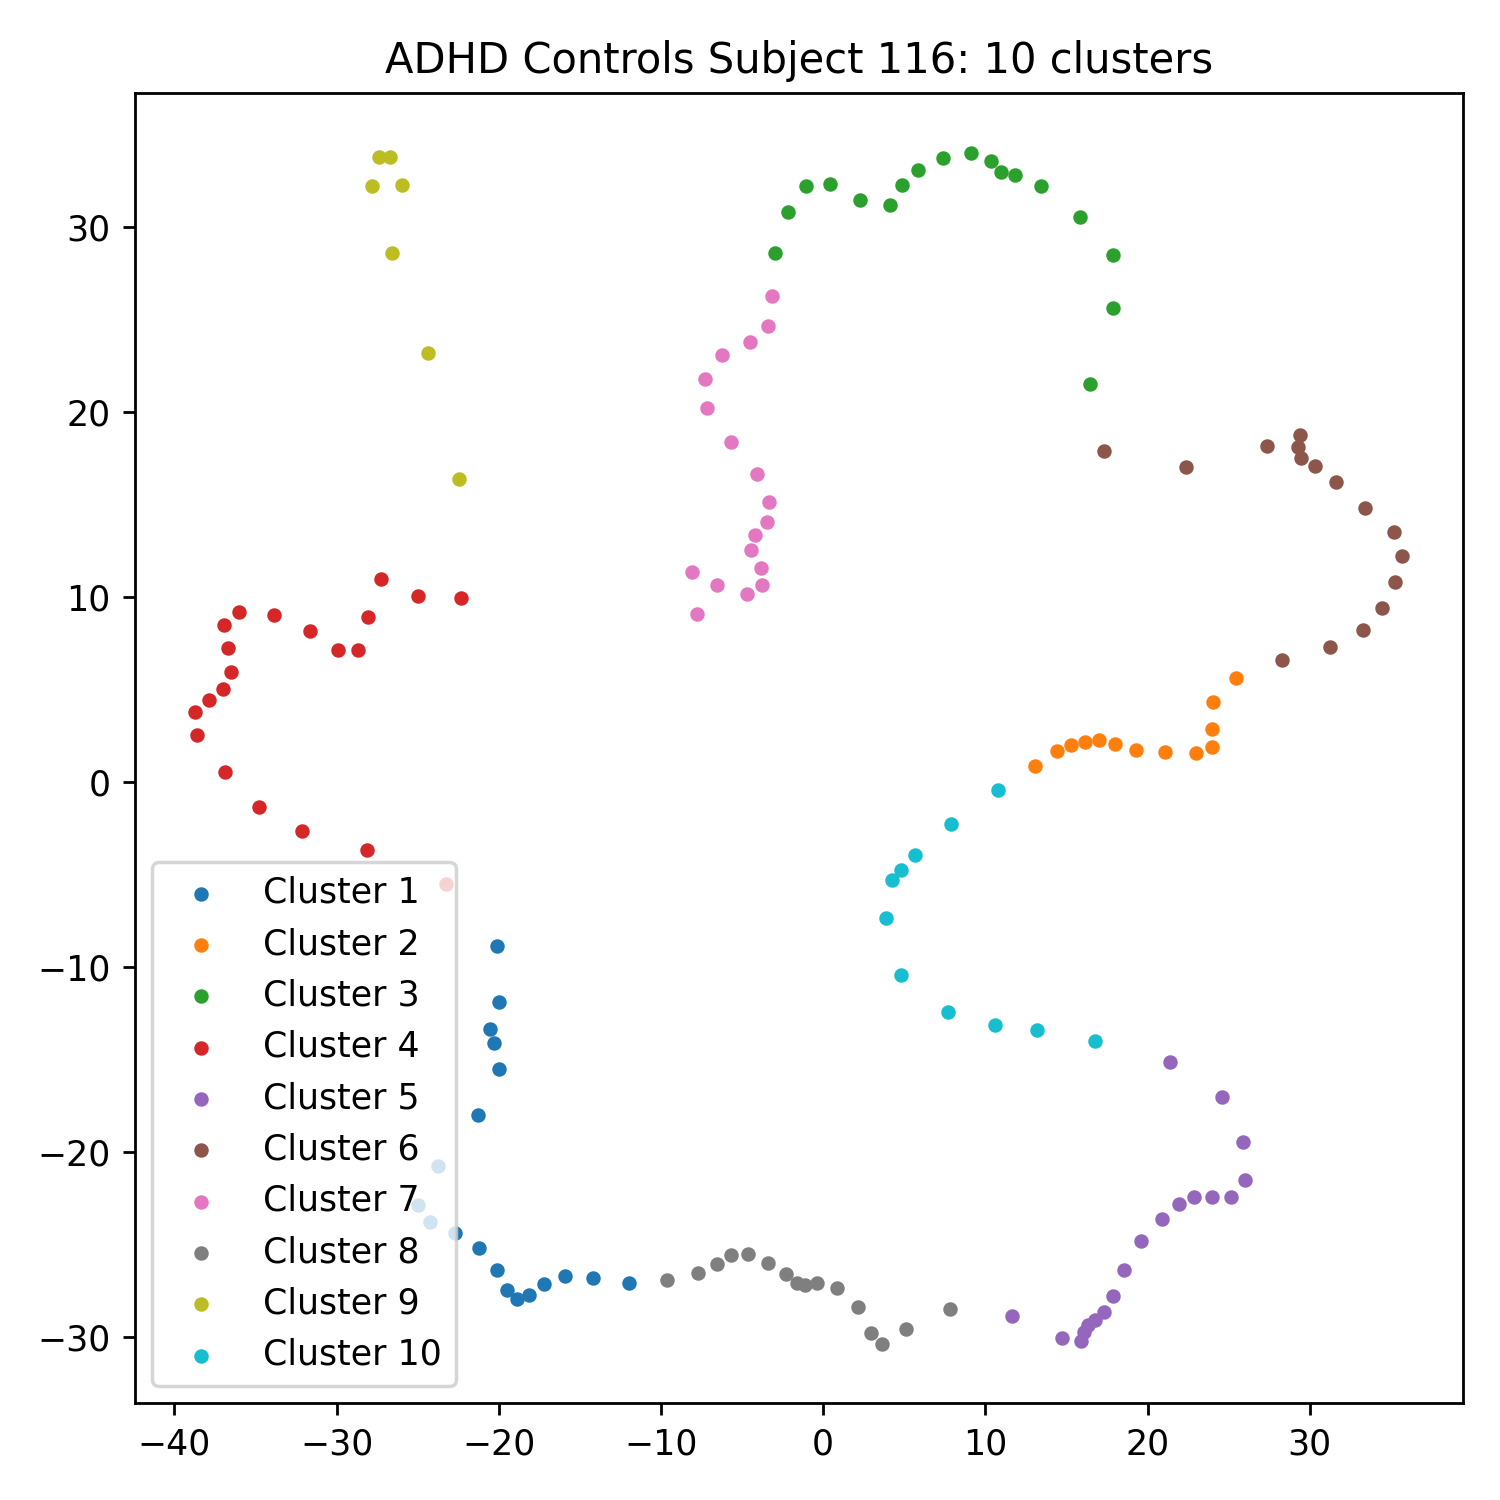 ADHD Controls Subject 116: 10 clusters
30
20
10
0
−10
−20
−30
Cluster 1
Cluster 2
Cluster 3
Cluster 4
Cluster 5
Cluster 6
Cluster 7
Cluster 8
Cluster 9
Cluster 10
−40 −30 −20 −10 0 10 20 30